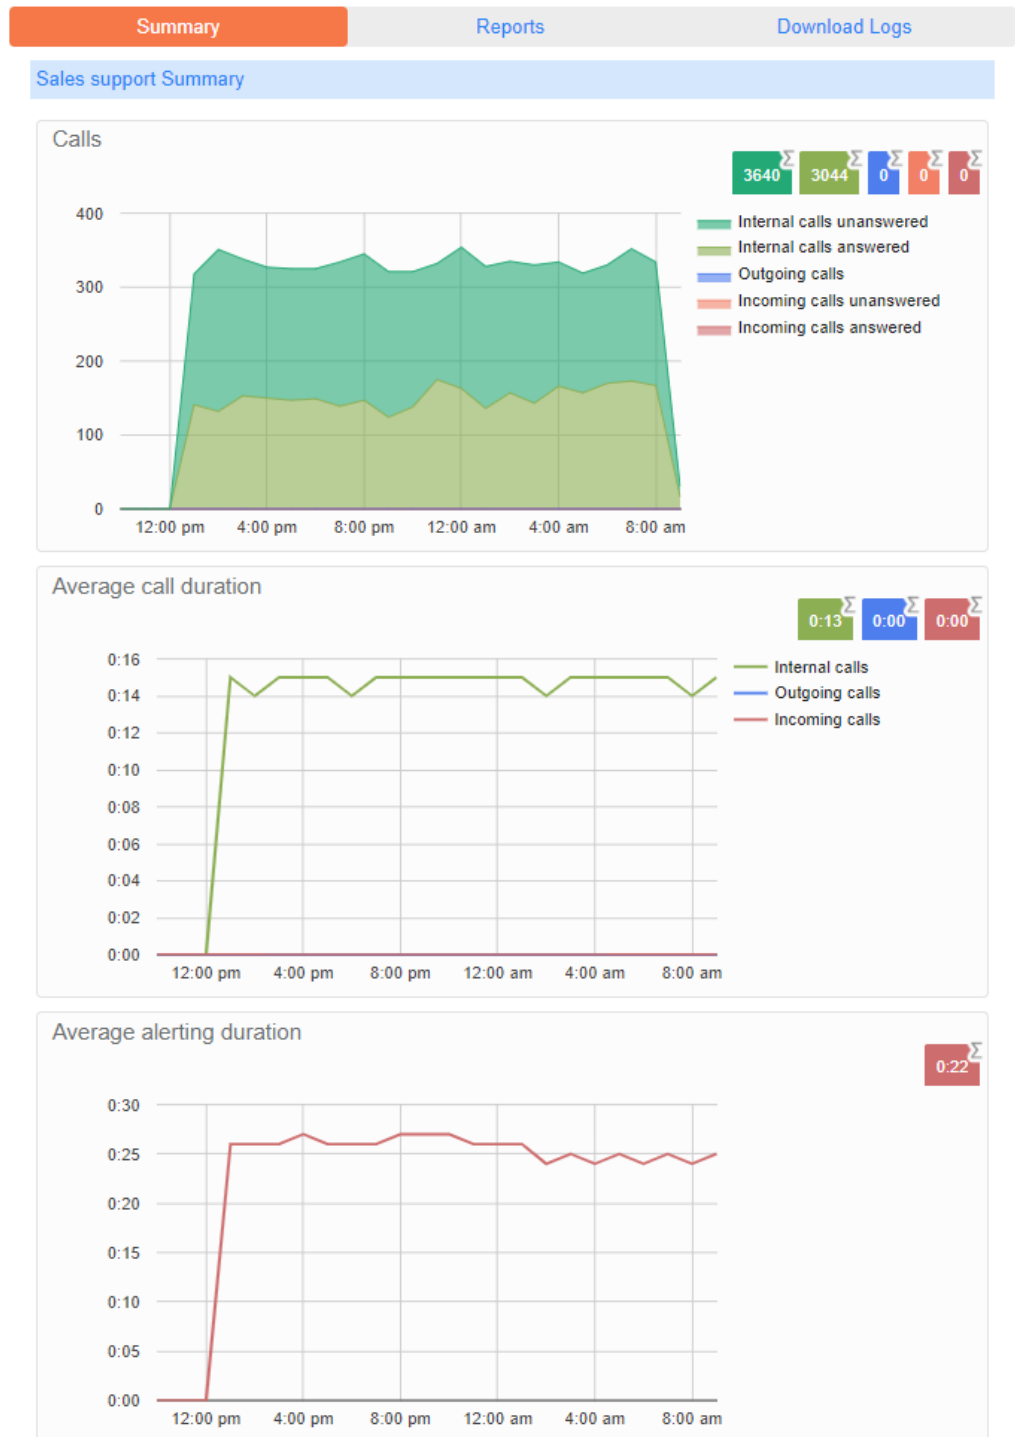 Summary Reports Download Logs
Sales support Summary
Calls
3640 Σ 3044 Σ 0 Σ 0 Σ 0 Σ
400
300
200
100
0
12:00 pm 4:00 pm 8:00 pm 12:00 am 4:00 am 8:00 am
Internal calls unanswered
Internal calls answered
Outgoing calls
Incoming calls unanswered
Incoming calls answered
Average call duration
0:13 Σ 0:00 Σ 0:00 Σ
0:16
0:14
0:12
0:10
0:08
0:06
0:04
0:02
0:00
12:00 pm 4:00 pm 8:00 pm 12:00 am 4:00 am 8:00 am
Internal calls
Outgoing calls
Incoming calls
Average alerting duration
0:22 Σ
0:30
0:25
0:20
0:15
0:10
0:05
0:00
12:00 pm 4:00 pm 8:00 pm 12:00 am 4:00 am 8:00 am